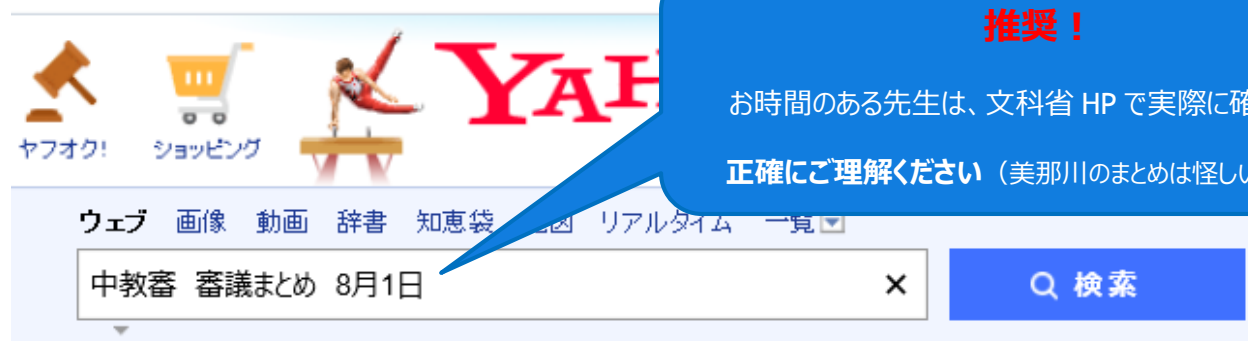 推奨！
YAH
お時間のある先生は、文科省 HP で実際に確
ヤフオク! ショッピング
正確にご理解ください（美那川のまとめは怪しい
ウェブ 画像 動画 辞書 知恵袋 リアルタイム 一覧
中教審 審議まとめ 8月1日 × 検索